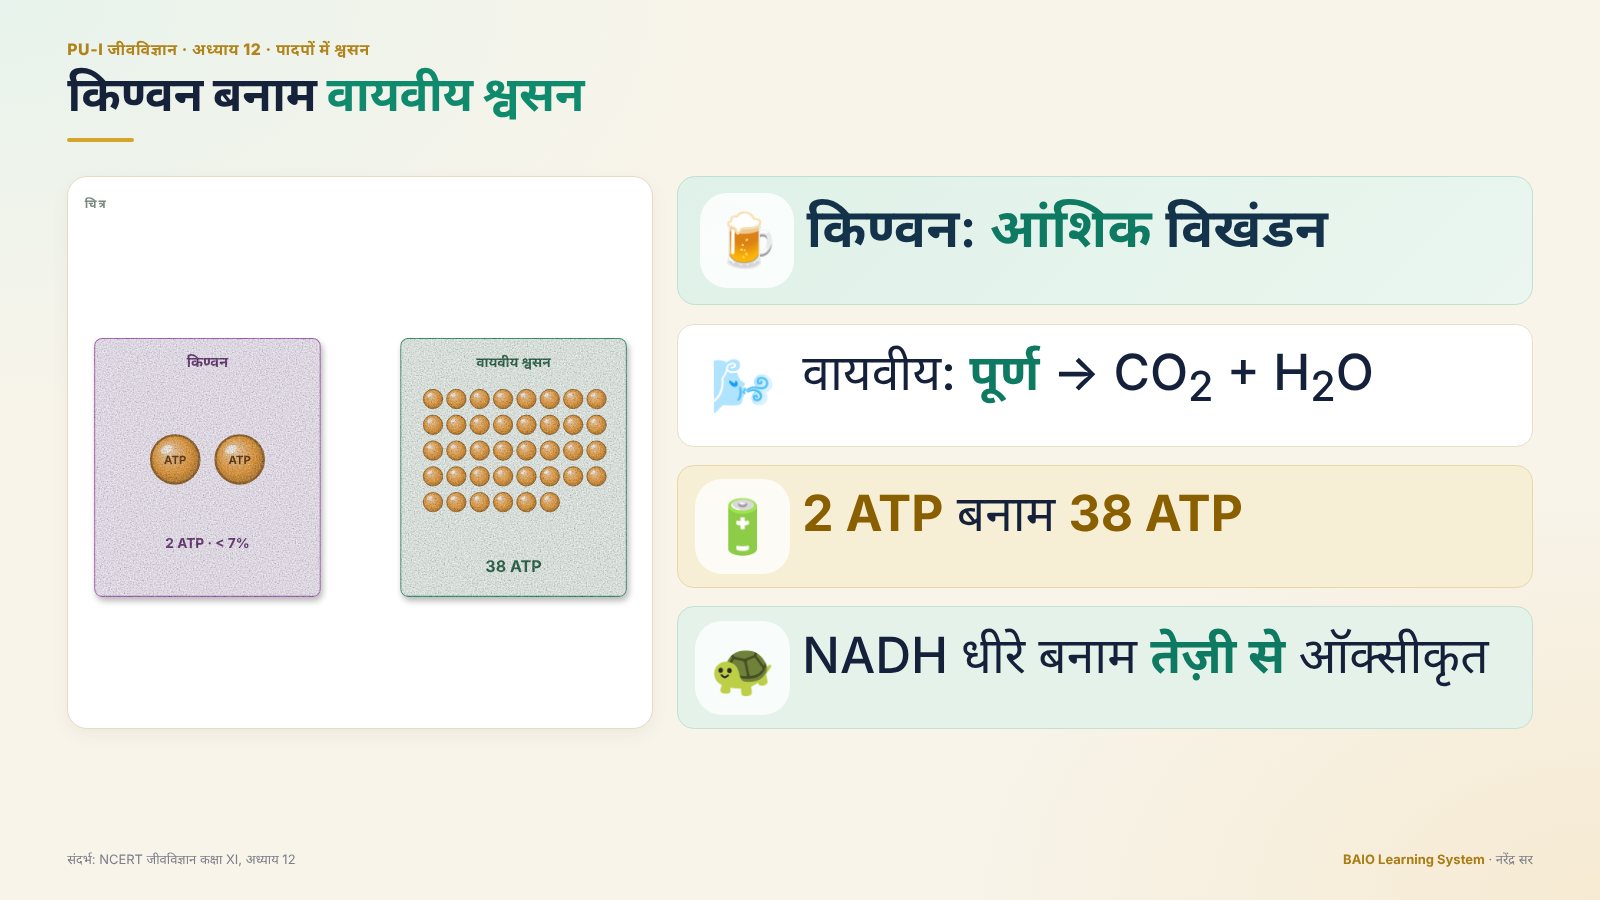 PU-I जीवविज्ञान · अध्याय 12 · पादपों में श्वसन
किण्वन बनाम वायवीय श्वसन
चित्र
किण्वन
ATP ATP
2 ATP · < 7%
वायवीय श्वसन
38 ATP
किण्वन: आंशिक विखंडन
वायवीय: पूर्ण → CO₂ + H₂O
2 ATP बनाम 38 ATP
NADH धीरे बनाम तेज़ी से ऑक्सीकृत
संदर्भ: NCERT जीवविज्ञान कक्षा XI, अध्याय 12
BAIO Learning System · नरेंद्र सर